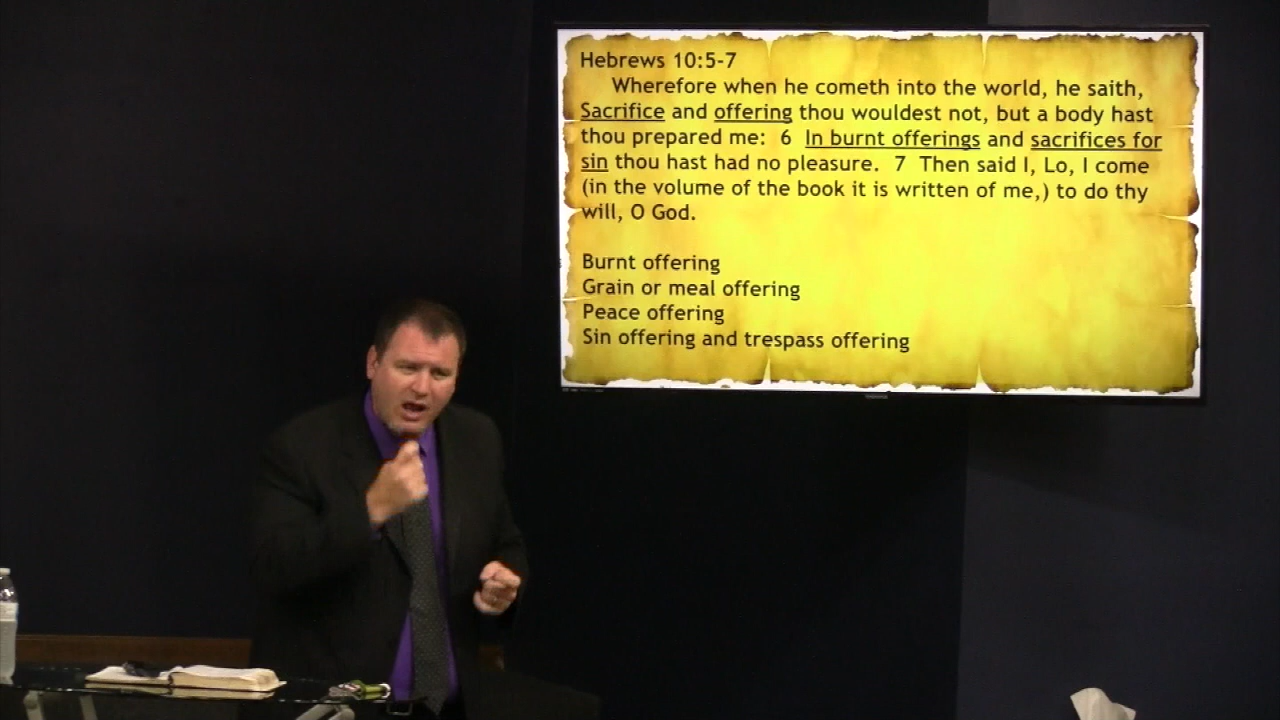 Hebrews 10:5-7
Wherefore when he cometh into the world, he saith,
Sacrifice and offering thou wouldest not, but a body hast
thou prepared me: 6 In burnt offerings and sacrifices for
sin thou hast had no pleasure. 7 Then said I, Lo, I come
(in the volume of the book it is written of me,) to do thy
will, O God.
Burnt offering
Grain or meal offering
Peace offering
Sin offering and trespass offering